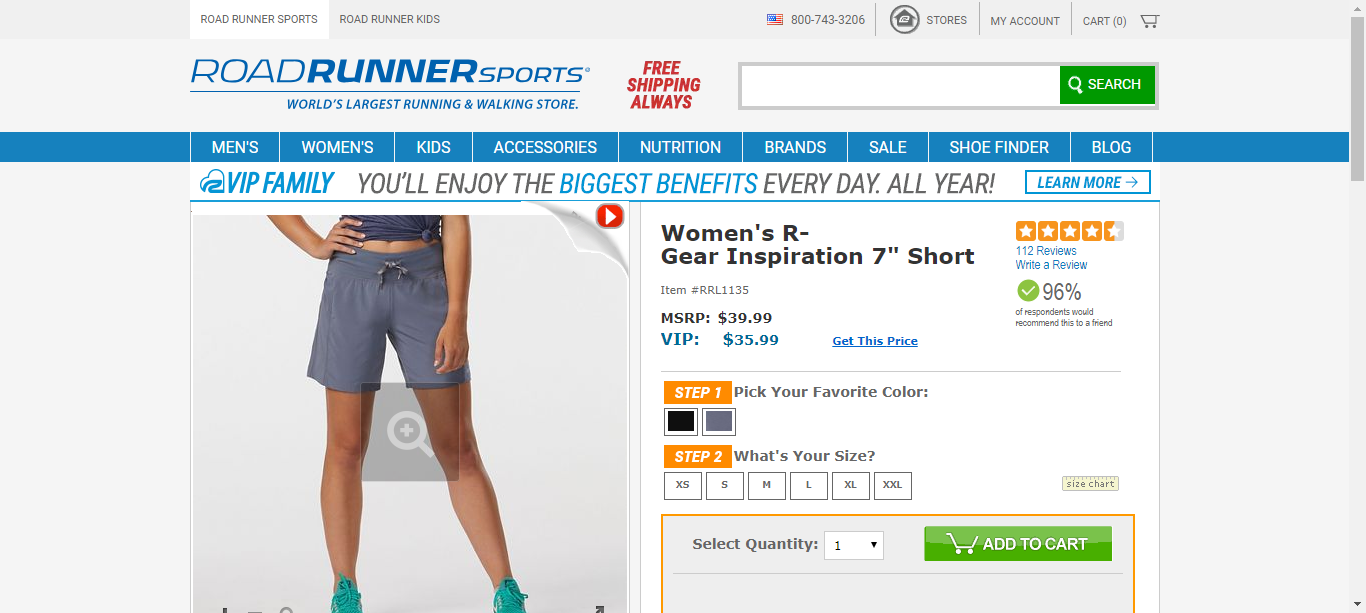 ROAD RUNNER SPORTS
ROAD RUNNER KIDS
800-743-3206
STORES
MY ACCOUNT
CART (0)
ROADRUNNERSPORTS®
WORLD'S LARGEST RUNNING & WALKING STORE.
FREE
SHIPPING
ALWAYS
SEARCH
MEN'S
WOMEN'S
KIDS
ACCESSORIES
NUTRITION
BRANDS
SALE
SHOE FINDER
BLOG
VIP FAMILY YOU'LL ENJOY THE BIGGEST BENEFITS EVERY DAY. ALL YEAR!
LEARN MORE →
Women's R-
Gear Inspiration 7" Short
112 Reviews
Write a Review
96%
of respondents would
recommend this to a friend
Item #RRL1135
MSRP: $39.99
VIP: $35.99
Get This Price
STEP 1 Pick Your Favorite Color:
STEP 2 What's Your Size?
XS
S
M
L
XL
XXL
size chart
Select Quantity: 1
ADD TO CART